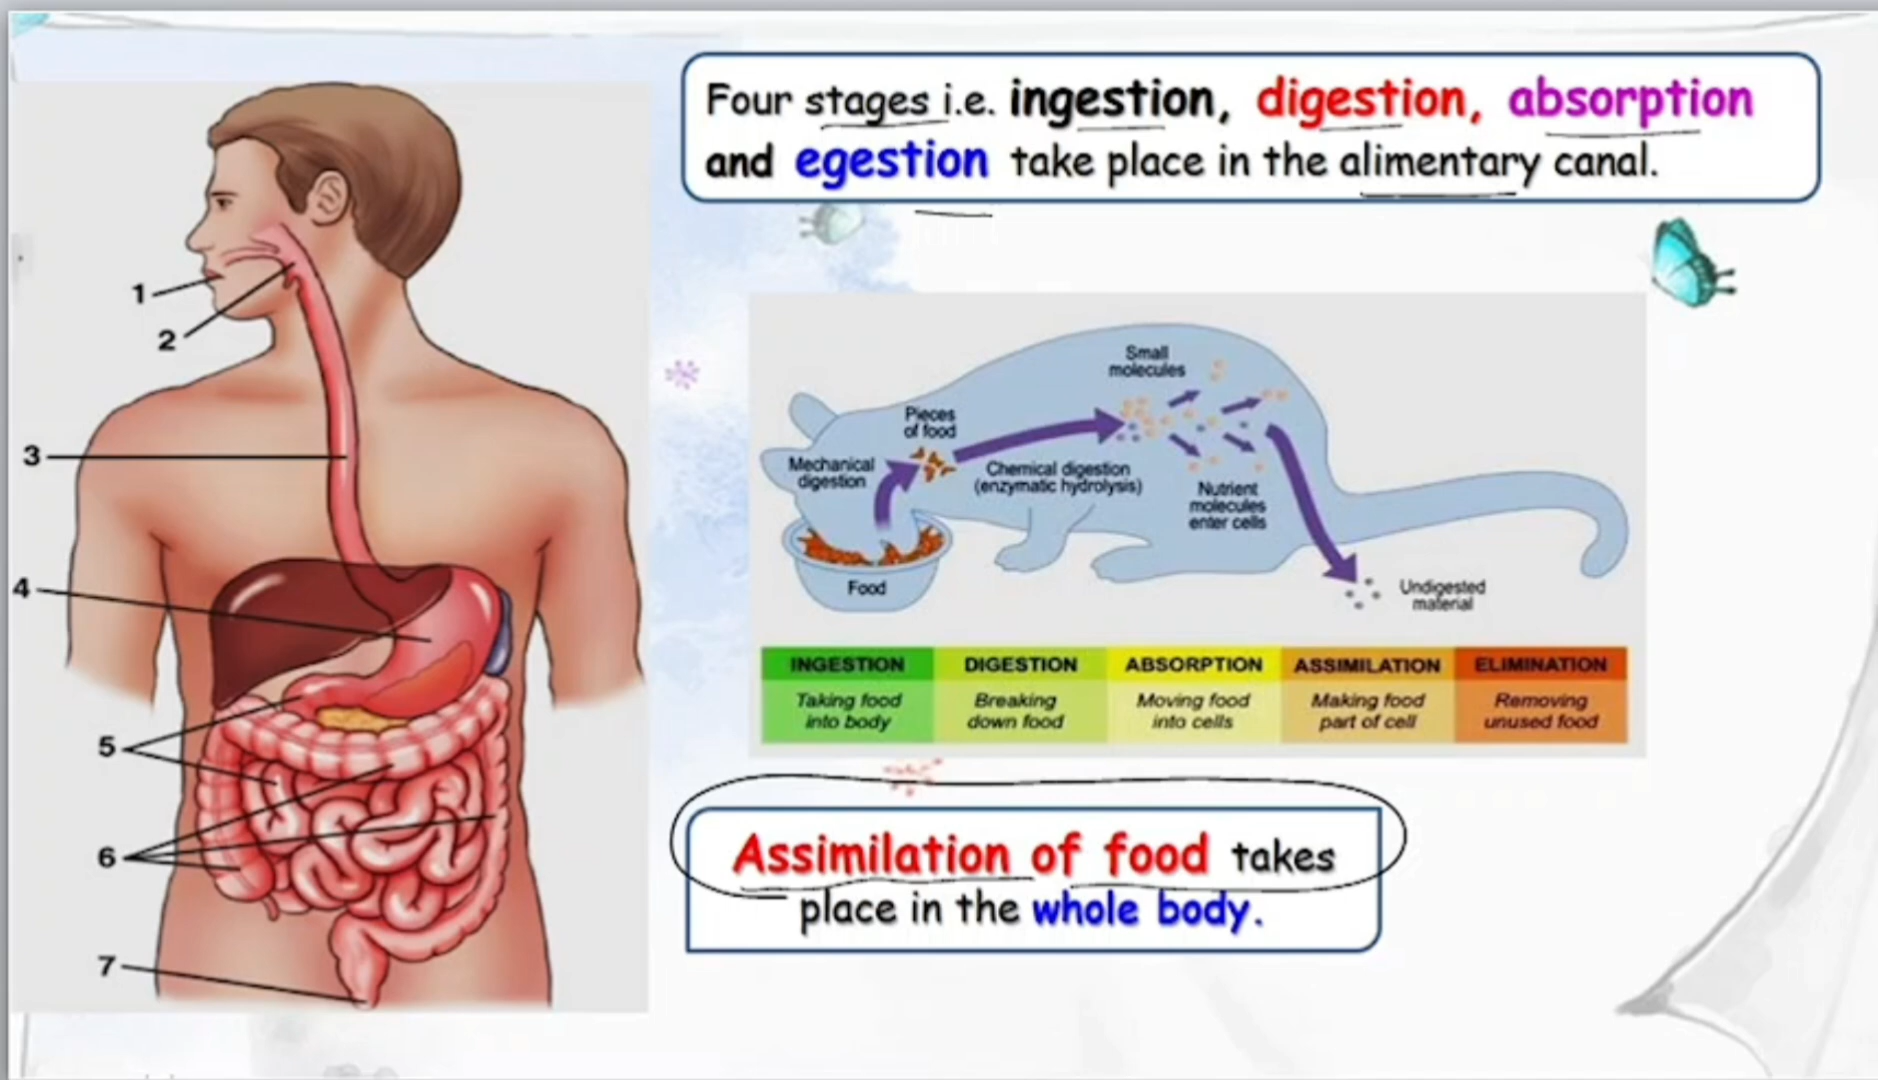 Four stages i.e. ingestion, digestion, absorption
and egestion take place in the alimentary canal.
1
2
3
4
5
6
7
Small
molecules
Pieces
of food
Mechanical
digestion
Chemical digestion
(enzymatic hydrolysis)
Nutrient
molecules
enter cells
Food
Undigested
material
INGESTION DIGESTION ABSORPTION ASSIMILATION ELIMINATION
Taking food Breaking Moving food Making food Removing
into body down food into cells part of cell unused food
Assimilation of food takes
place in the whole body.